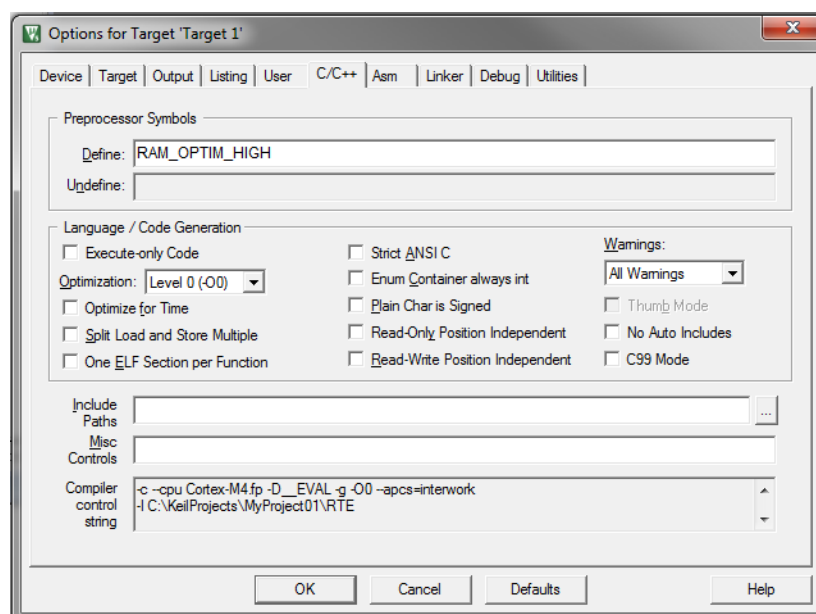 Options for Target 'Target 1'
Device Target Output Listing User C/C++ Asm Linker Debug Utilities
Preprocessor Symbols
Define: RAM_OPTIM_HIGH
Undefine:
Language / Code Generation
Execute-only Code
Strict ANSI C
Warnings:
Optimization: Level 0 (-O0)
Enum Container always int
All Warnings
Optimize for Time
Plain Char is Signed
Thumb Mode
Split Load and Store Multiple
Read-Only Position Independent
No Auto Includes
One ELF Section per Function
Read-Write Position Independent
C99 Mode
Include Paths
...
Misc Controls
Compiler control string
-c --cpu Cortex-M4.fp -D__EVAL -g -O0 --apcs=interwork
-I C:\KeilProjects\MyProject01\RTE
OK Cancel Defaults Help